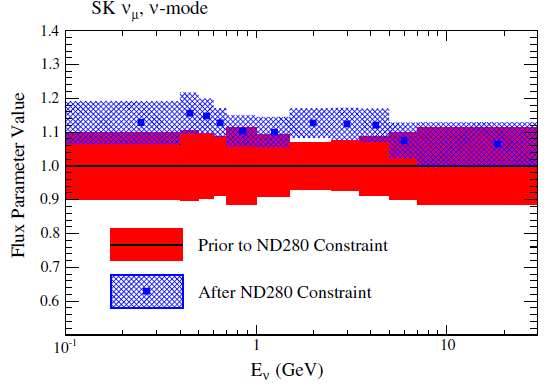 SK ν_μ, ν-mode
Flux Parameter Value
1.4
1.3
1.2
1.1
1.0
0.9
0.8
0.7
0.6
Prior to ND280 Constraint
After ND280 Constraint
10⁻¹ 1 10
E_ν (GeV)